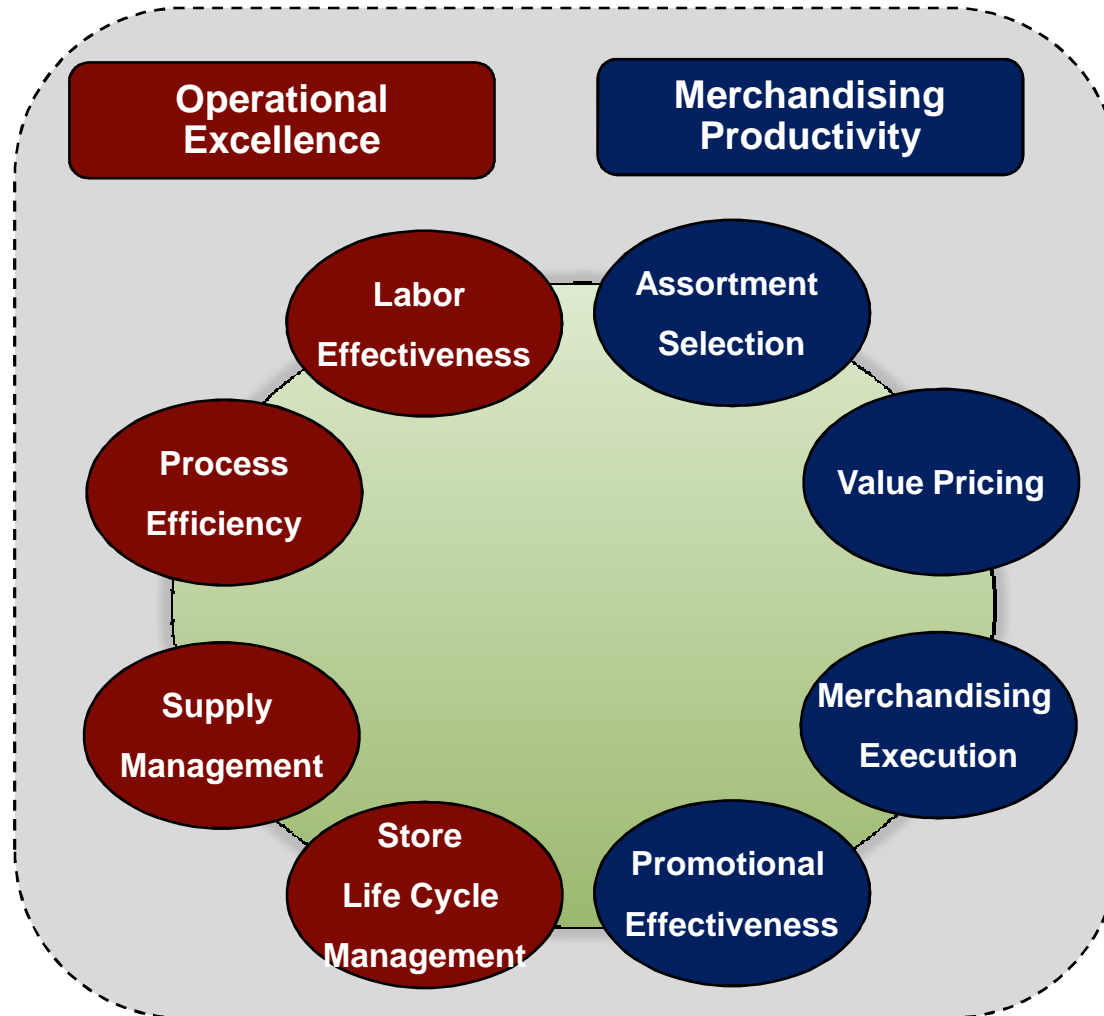 Operational
Excellence
Merchandising
Productivity
Labor
Effectiveness
Assortment
Selection
Process
Efficiency
Value Pricing
Supply
Management
Merchandising
Execution
Store
Life Cycle
Management
Promotional
Effectiveness